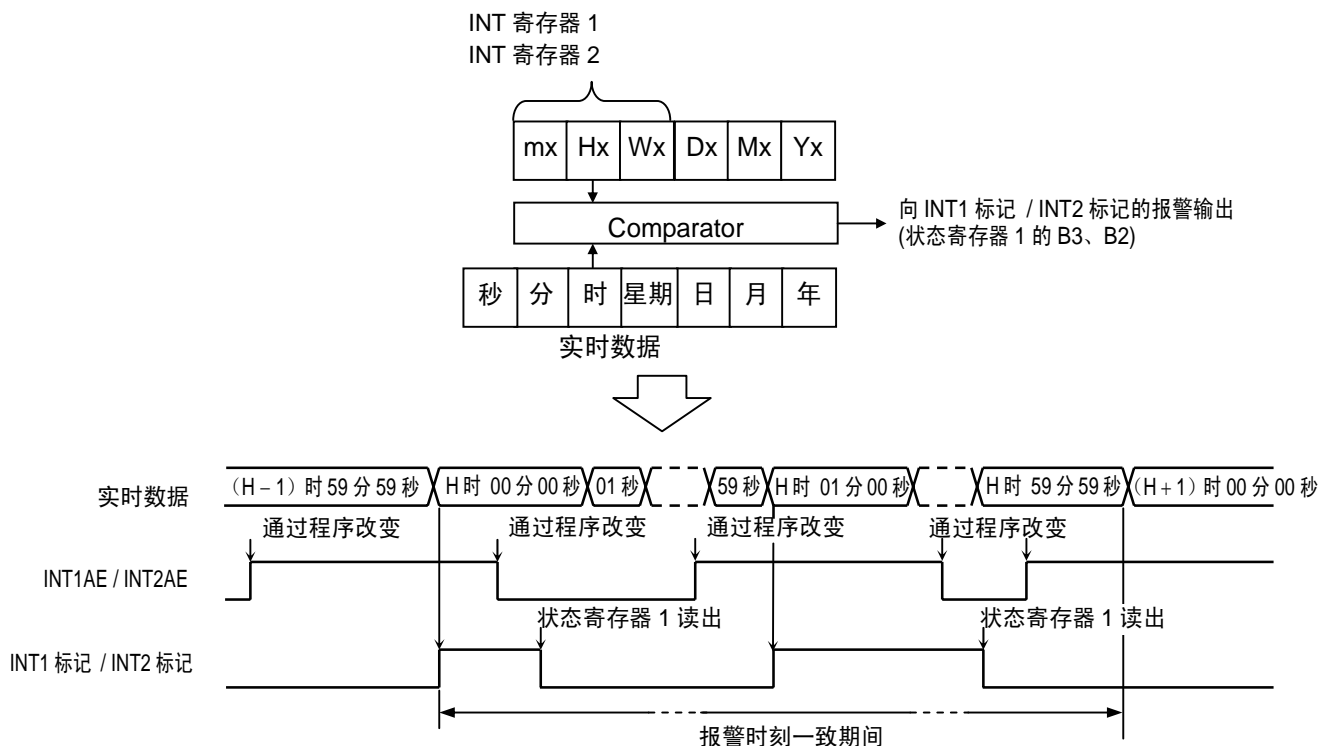 INT 寄存器 1
INT 寄存器 2
mx Hx Wx Dx Mx Yx
Comparator
向 INT1 标记 / INT2 标记的报警输出
(状态寄存器 1 的 B3、B2)
秒 分 时 星期 日 月 年
实时数据
实时数据
（H − 1）时 59 分 59 秒 H 时 00 分 00 秒 01 秒 59 秒 H 时 01 分 00 秒 H 时 59 分 59 秒 （H + 1）时 00 分 00 秒
通过程序改变 通过程序改变 通过程序改变 通过程序改变
INT1AE / INT2AE
状态寄存器 1 读出 状态寄存器 1 读出
INT1 标记 / INT2 标记
报警时刻一致期间